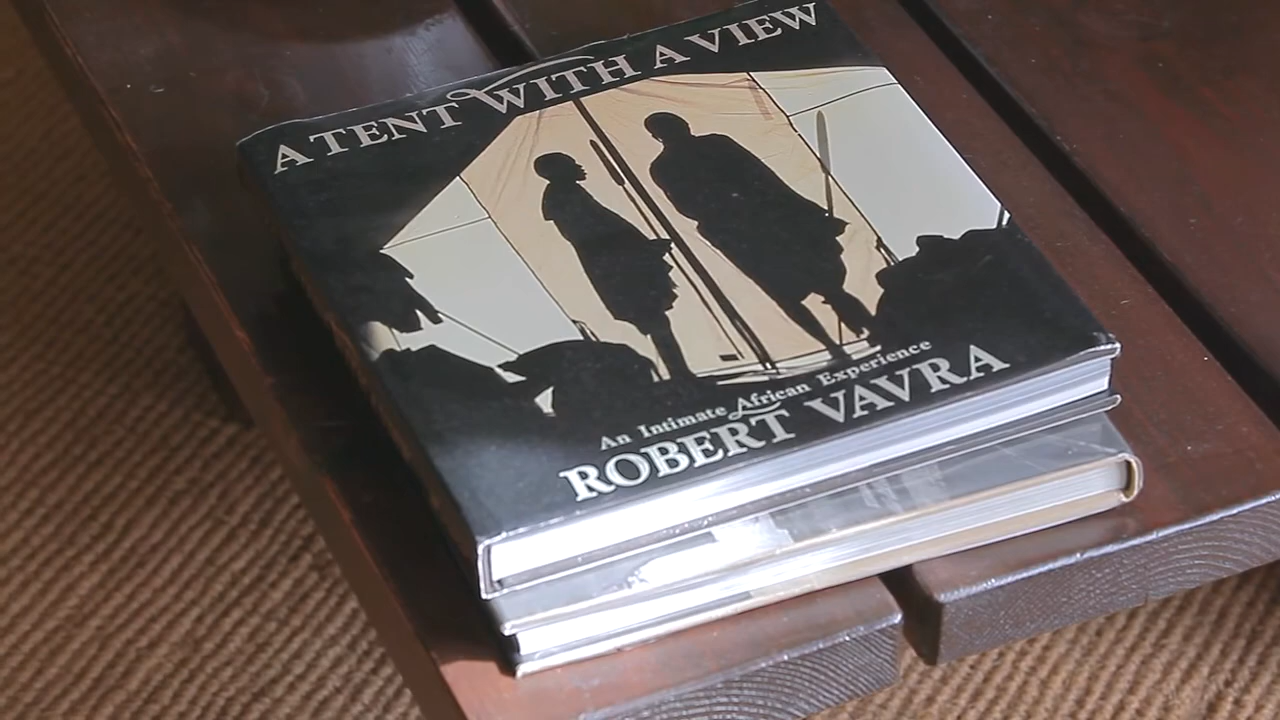 A TENT WITH A VIEW
An Intimate African Experience
ROBERT VAVRA